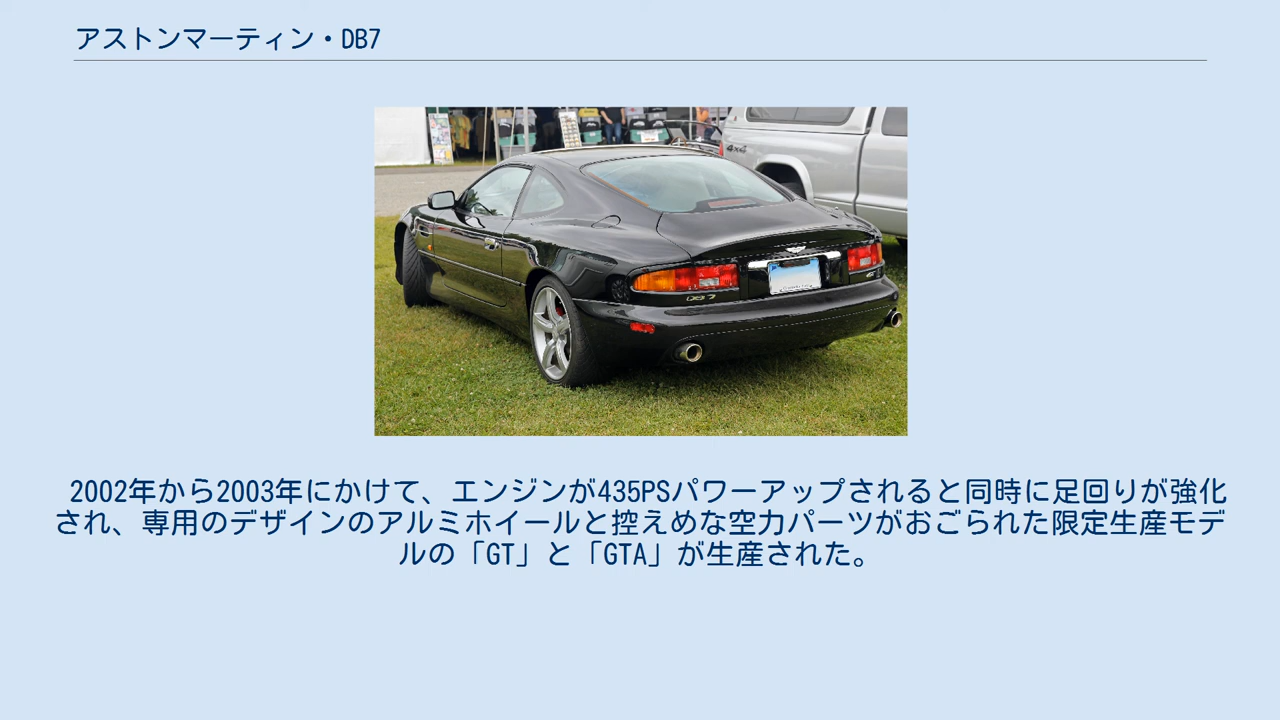 アストンマーティン・DB7
4x4
DB7
2002年から2003年にかけて、エンジンが435PSパワーアップされると同時に足回りが強化
され、専用のデザインのアルミホイールと控えめな空力パーツがおごられた限定生産モデ
ルの「GT」と「GTA」が生産された。